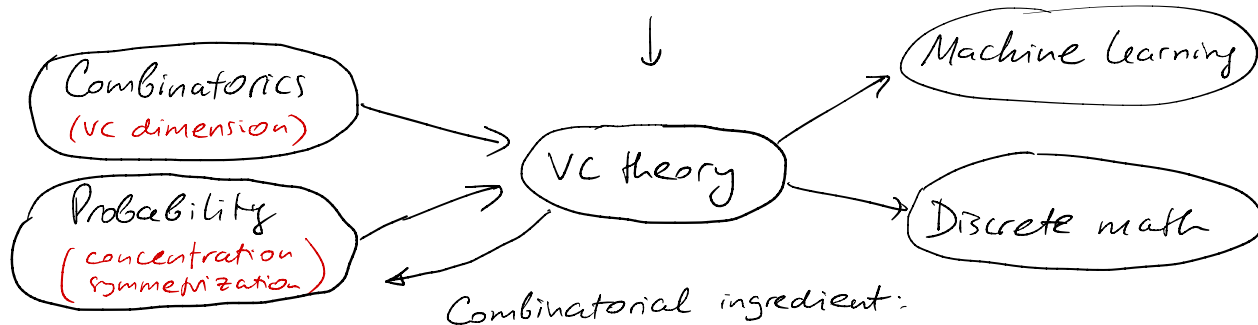 Combinatorics
(VC dimension)
Probability
(concentration
symmetrization)
VC theory
Machine learning
Discrete math
Combinatorial ingredient: